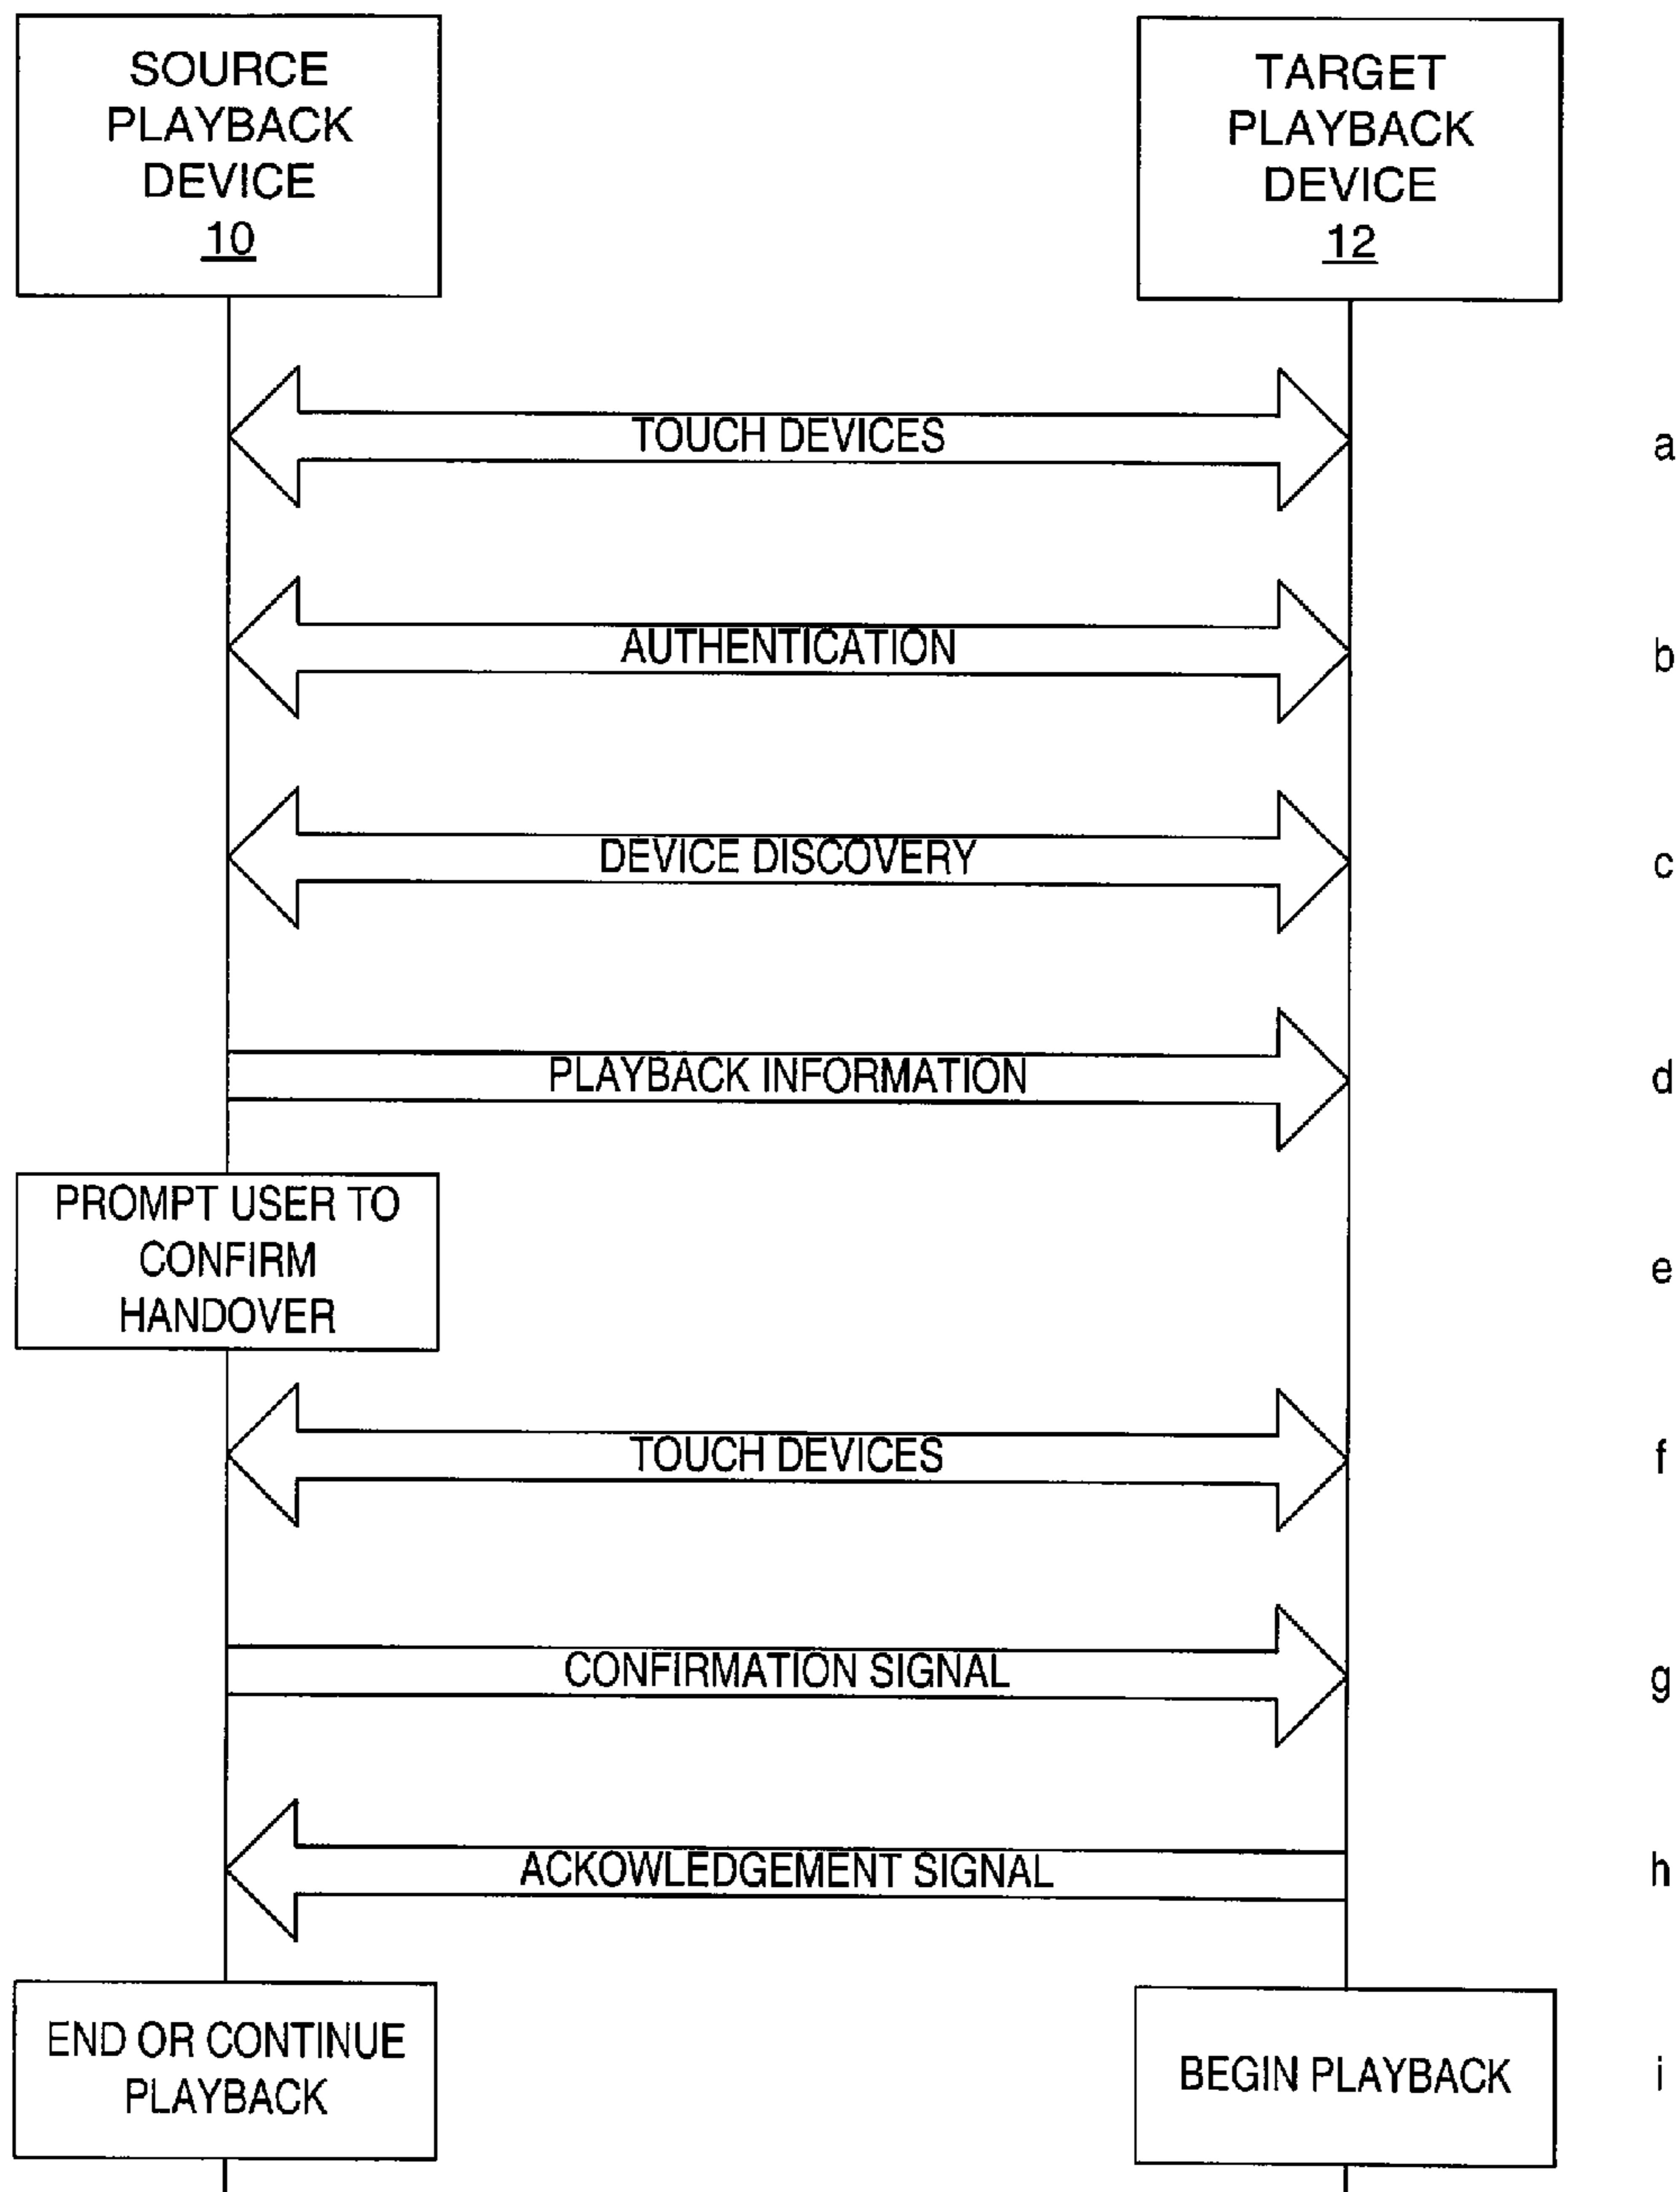 SOURCE
PLAYBACK
DEVICE
10
TARGET
PLAYBACK
DEVICE
12
TOUCH DEVICES
a
AUTHENTICATION
b
DEVICE DISCOVERY
c
PLAYBACK INFORMATION
d
PROMPT USER TO
CONFIRM
HANDOVER
e
TOUCH DEVICES
f
CONFIRMATION SIGNAL
g
ACKOWLEDGEMENT SIGNAL
h
END OR CONTINUE
PLAYBACK
BEGIN PLAYBACK
i